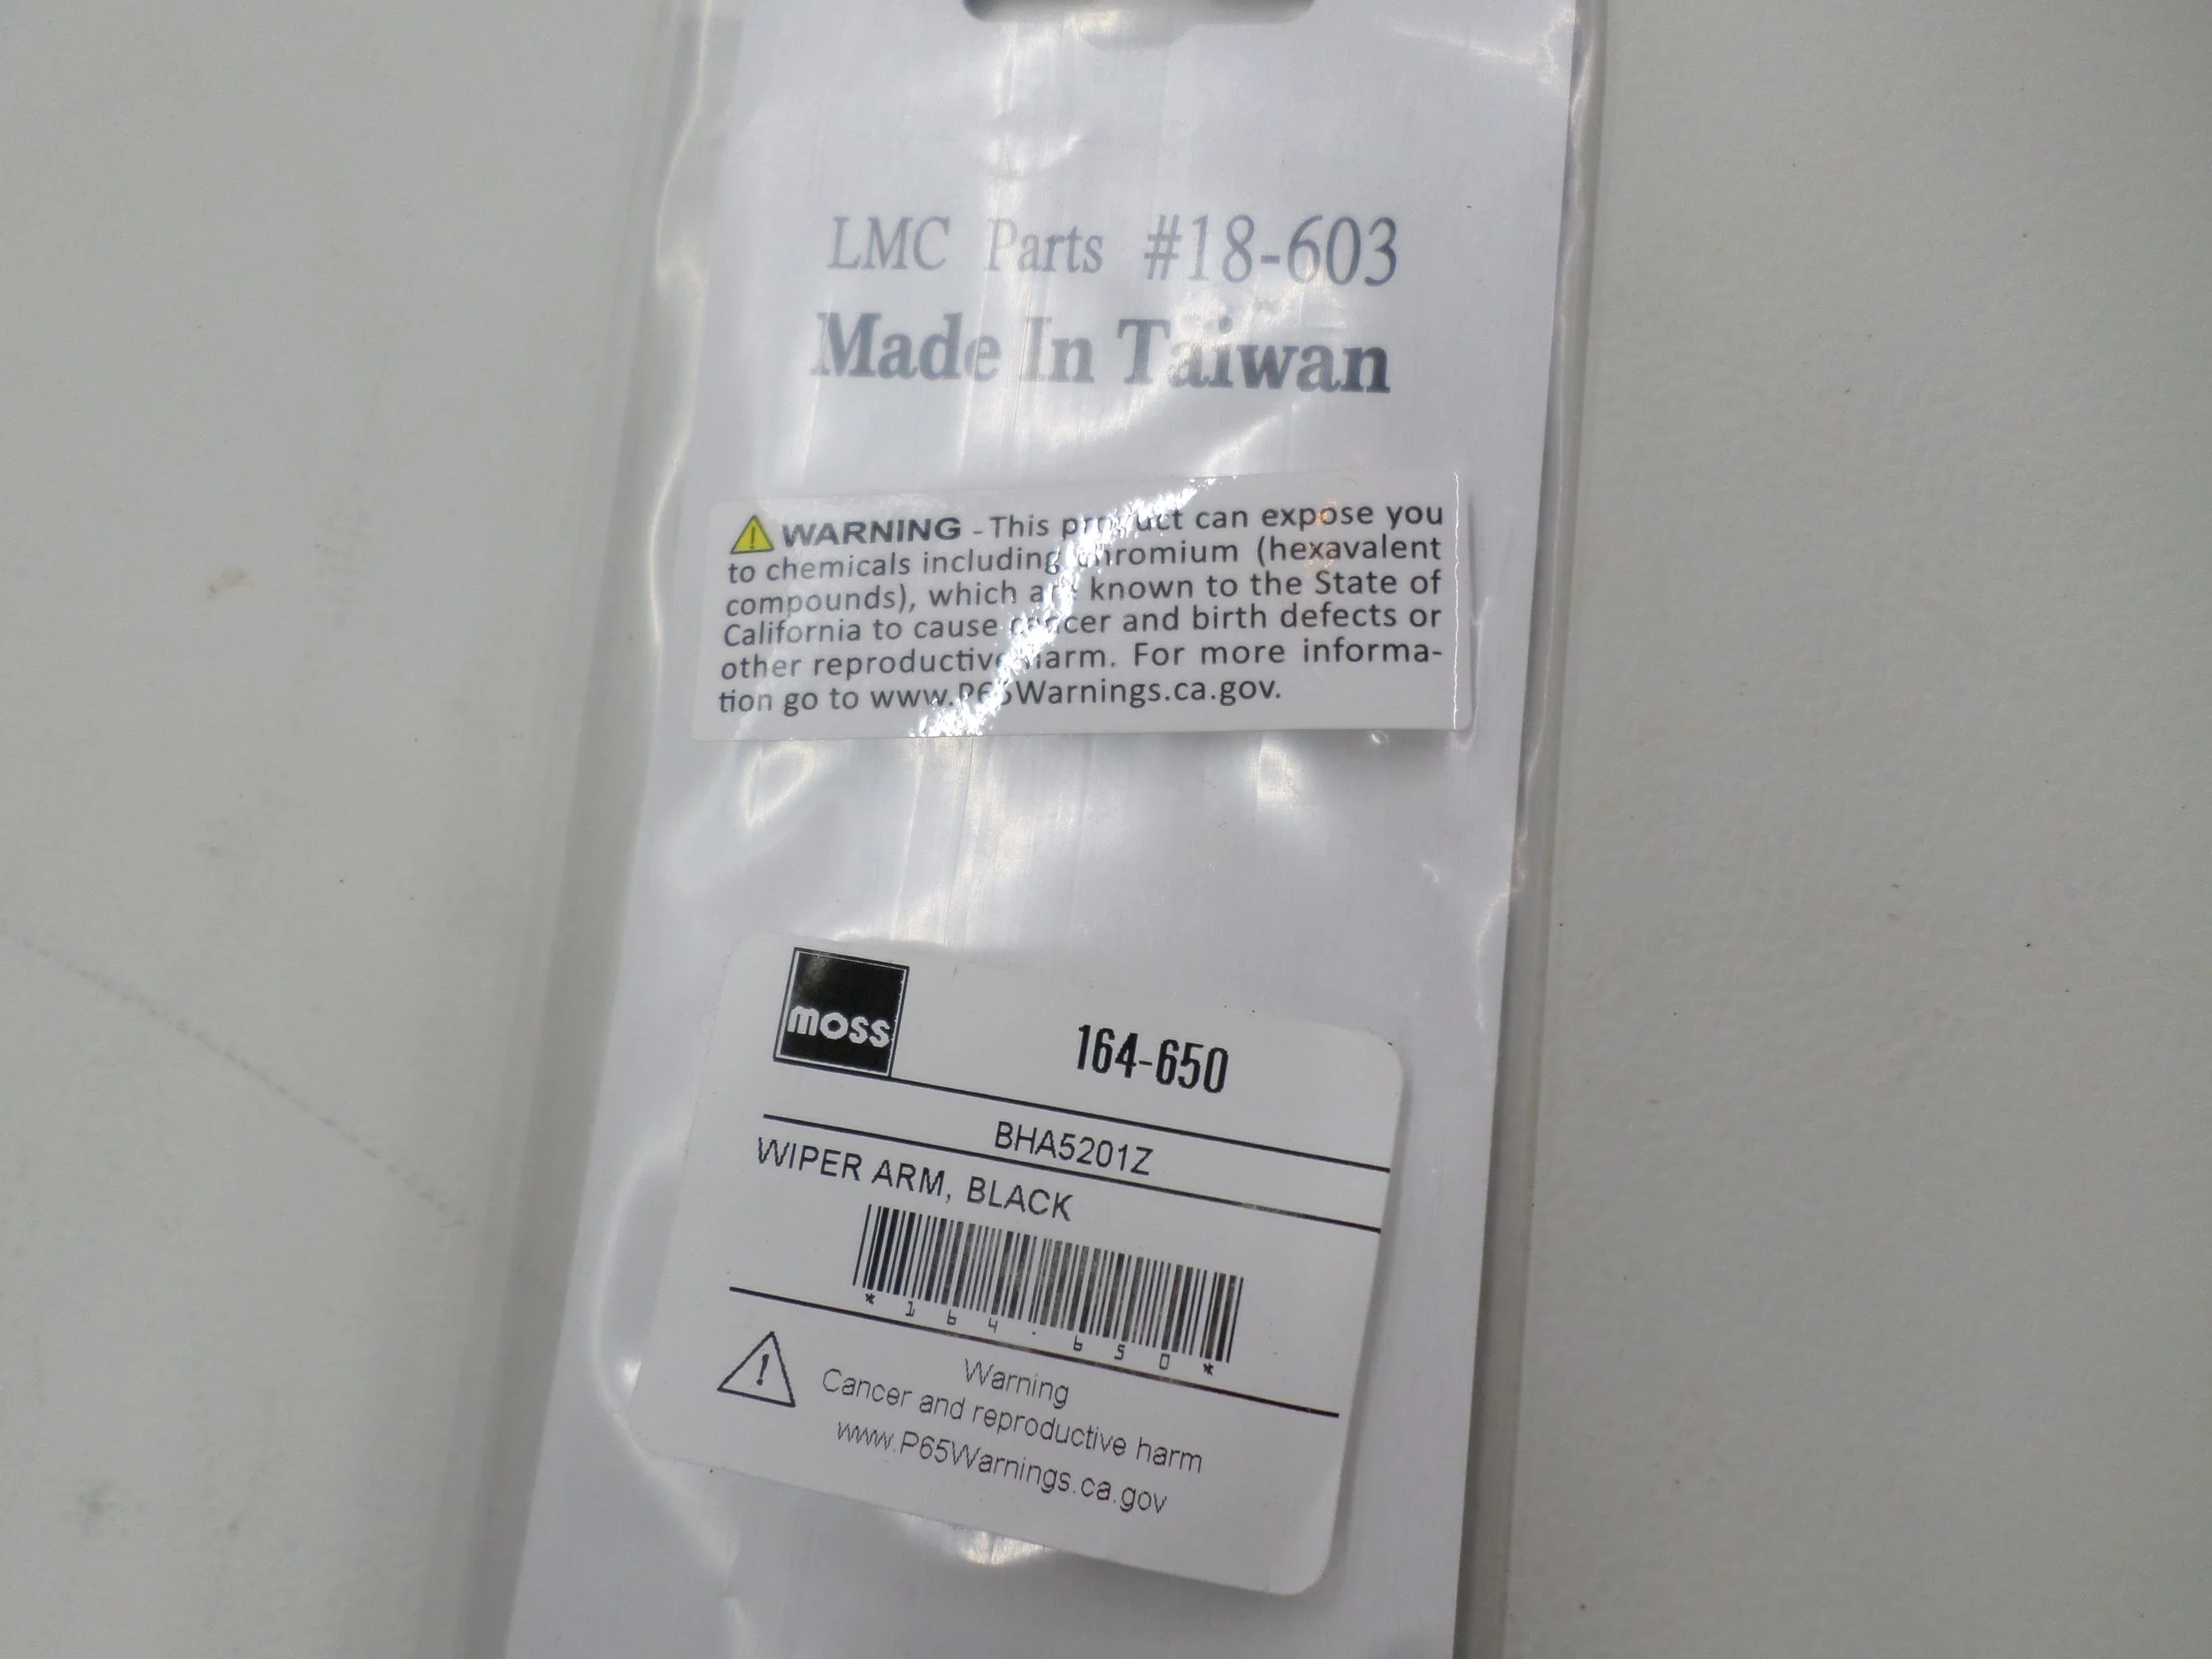 LMC Parts #18-603
Made In Taiwan
WARNING - This product can expose you
to chemicals including chromium (hexavalent
compounds), which are known to the State of
California to cause cancer and birth defects or
other reproductive harm. For more informa-
tion go to www.P65Warnings.ca.gov.
moss
164-650
BHA5201Z
WIPER ARM, BLACK
*164-650*
Warning
Cancer and reproductive harm
www.P65Warnings.ca.gov